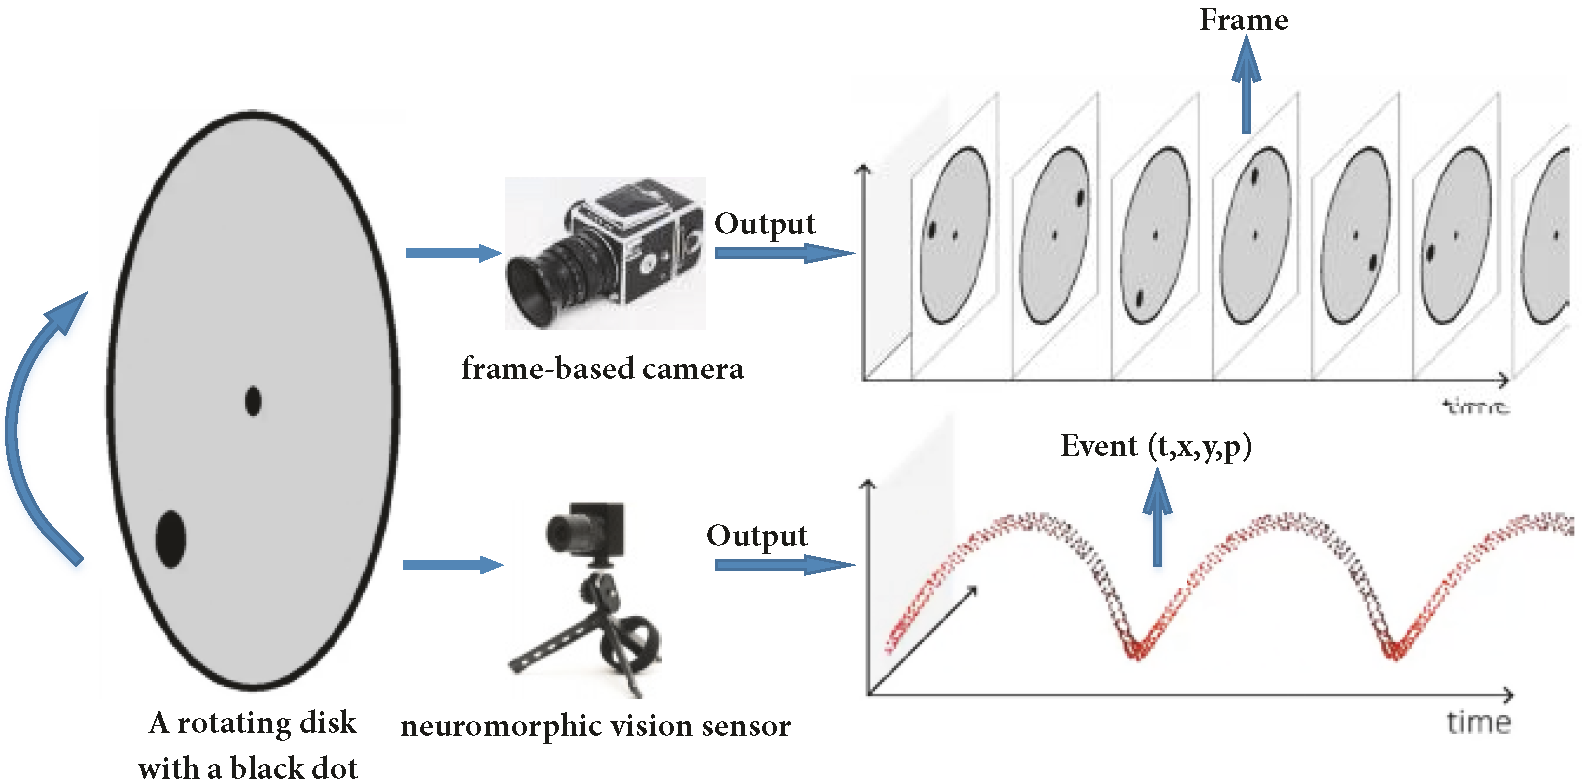 Frame
Output
frame-based camera
time
Event (t,x,y,p)
Output
time
A rotating disk
with a black dot
neuromorphic vision sensor